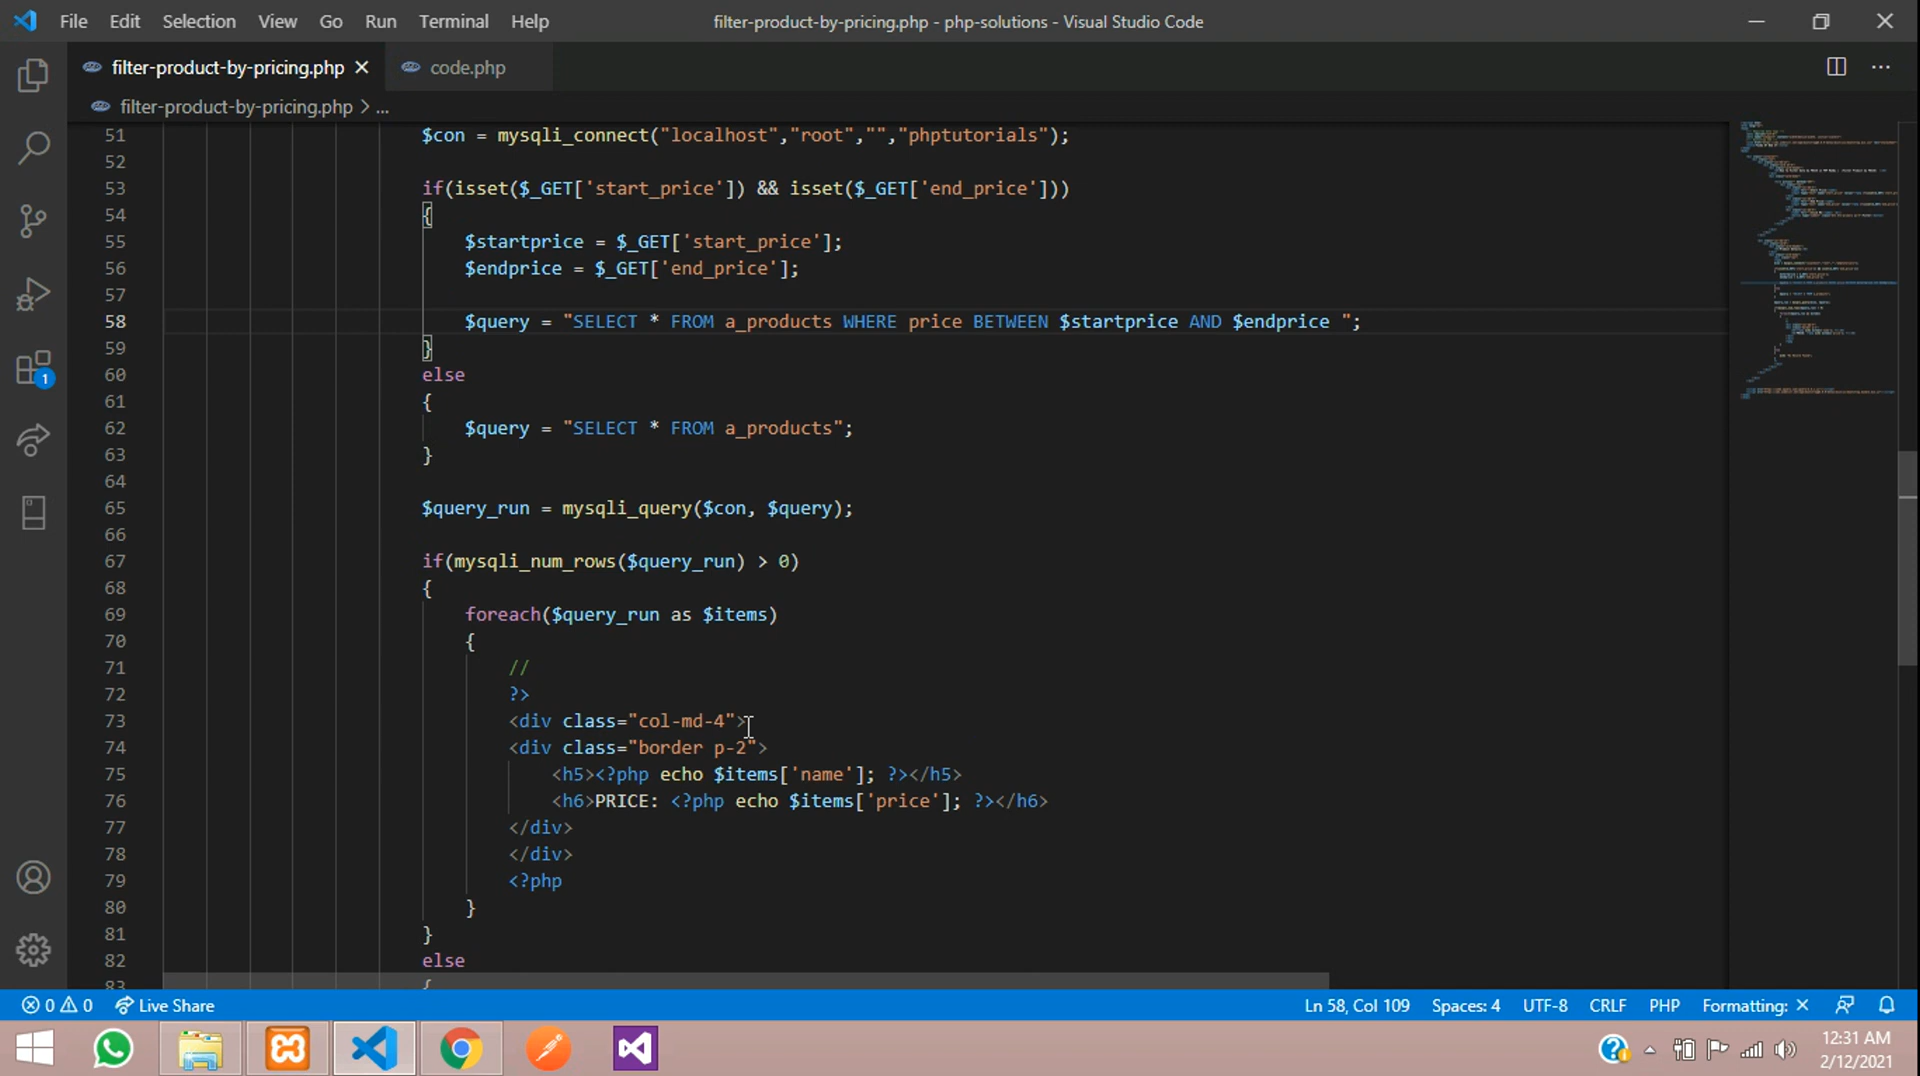 File Edit Selection View Go Run Terminal Help filter-product-by-pricing.php - php-solutions - Visual Studio Code
filter-product-by-pricing.php code.php
filter-product-by-pricing.php > ...
51 $con = mysqli_connect("localhost","root","","phptutorials");
52
53 if(isset($_GET['start_price']) && isset($_GET['end_price']))
54 {
55 $startprice = $_GET['start_price'];
56 $endprice = $_GET['end_price'];
57
58 $query = "SELECT * FROM a_products WHERE price BETWEEN $startprice AND $endprice ";
59 }
60 else
61 {
62 $query = "SELECT * FROM a_products";
63 }
64
65 $query_run = mysqli_query($con, $query);
66
67 if(mysqli_num_rows($query_run) > 0)
68 {
69 foreach($query_run as $items)
70 {
71 //
72 ?>
73 <div class="col-md-4">
74 <div class="border p-2">
75 <h5><?php echo $items['name']; ?></h5>
76 <h6>PRICE: <?php echo $items['price']; ?></h6>
77 </div>
78 </div>
79 <?php
80 }
81 }
82 else
83 {
1
0 0 Live Share Ln 58, Col 109 Spaces: 4 UTF-8 CRLF PHP Formatting: ✕
12:31 AM
2/12/2021